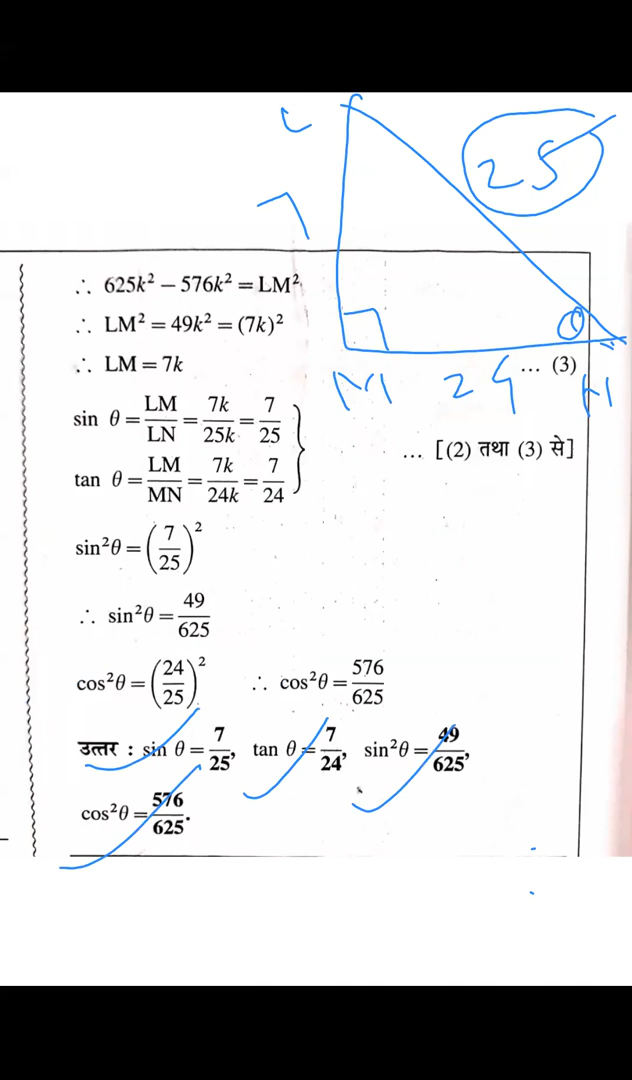 L
25
7
∴ 625k² − 576k² = LM²
∴ LM² = 49k² = (7k)²
∴ LM = 7k ... (3)
θ
M 24 N
sin θ = LM/LN = 7k/25k = 7/25
tan θ = LM/MN = 7k/24k = 7/24 ... [(2) तथा (3) से]
sin²θ = (7/25)²
∴ sin²θ = 49/625
cos²θ = (24/25)² ∴ cos²θ = 576/625
उत्तर : sin θ = 7/25, tan θ = 7/24, sin²θ = 49/625,
cos²θ = 576/625.